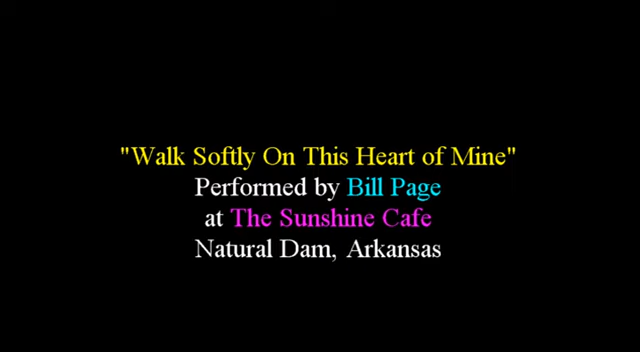 "Walk Softly On This Heart of Mine"
Performed by Bill Page
at The Sunshine Cafe
Natural Dam, Arkansas